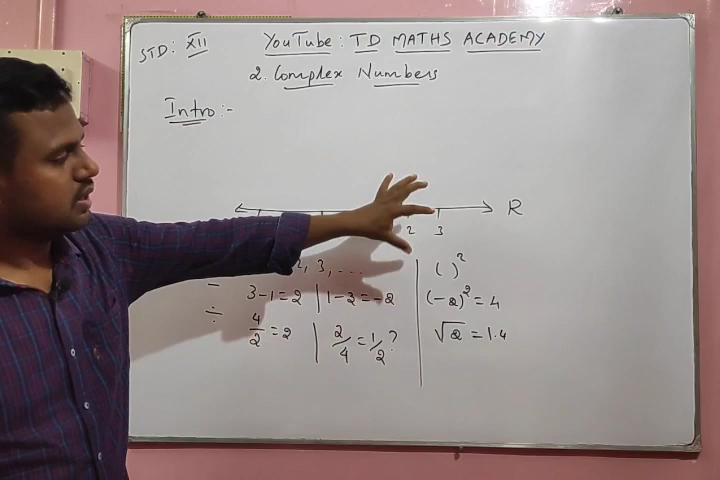 STD: XII YouTube: TD MATHS ACADEMY
2. Complex Numbers
Intro :-
R
2 3
2, 3, ... ( )²
- 3-1=2 | 1-3=-2 (-2)²=4
÷ 4/2=2 | 2/4=1/2? √2=1.4